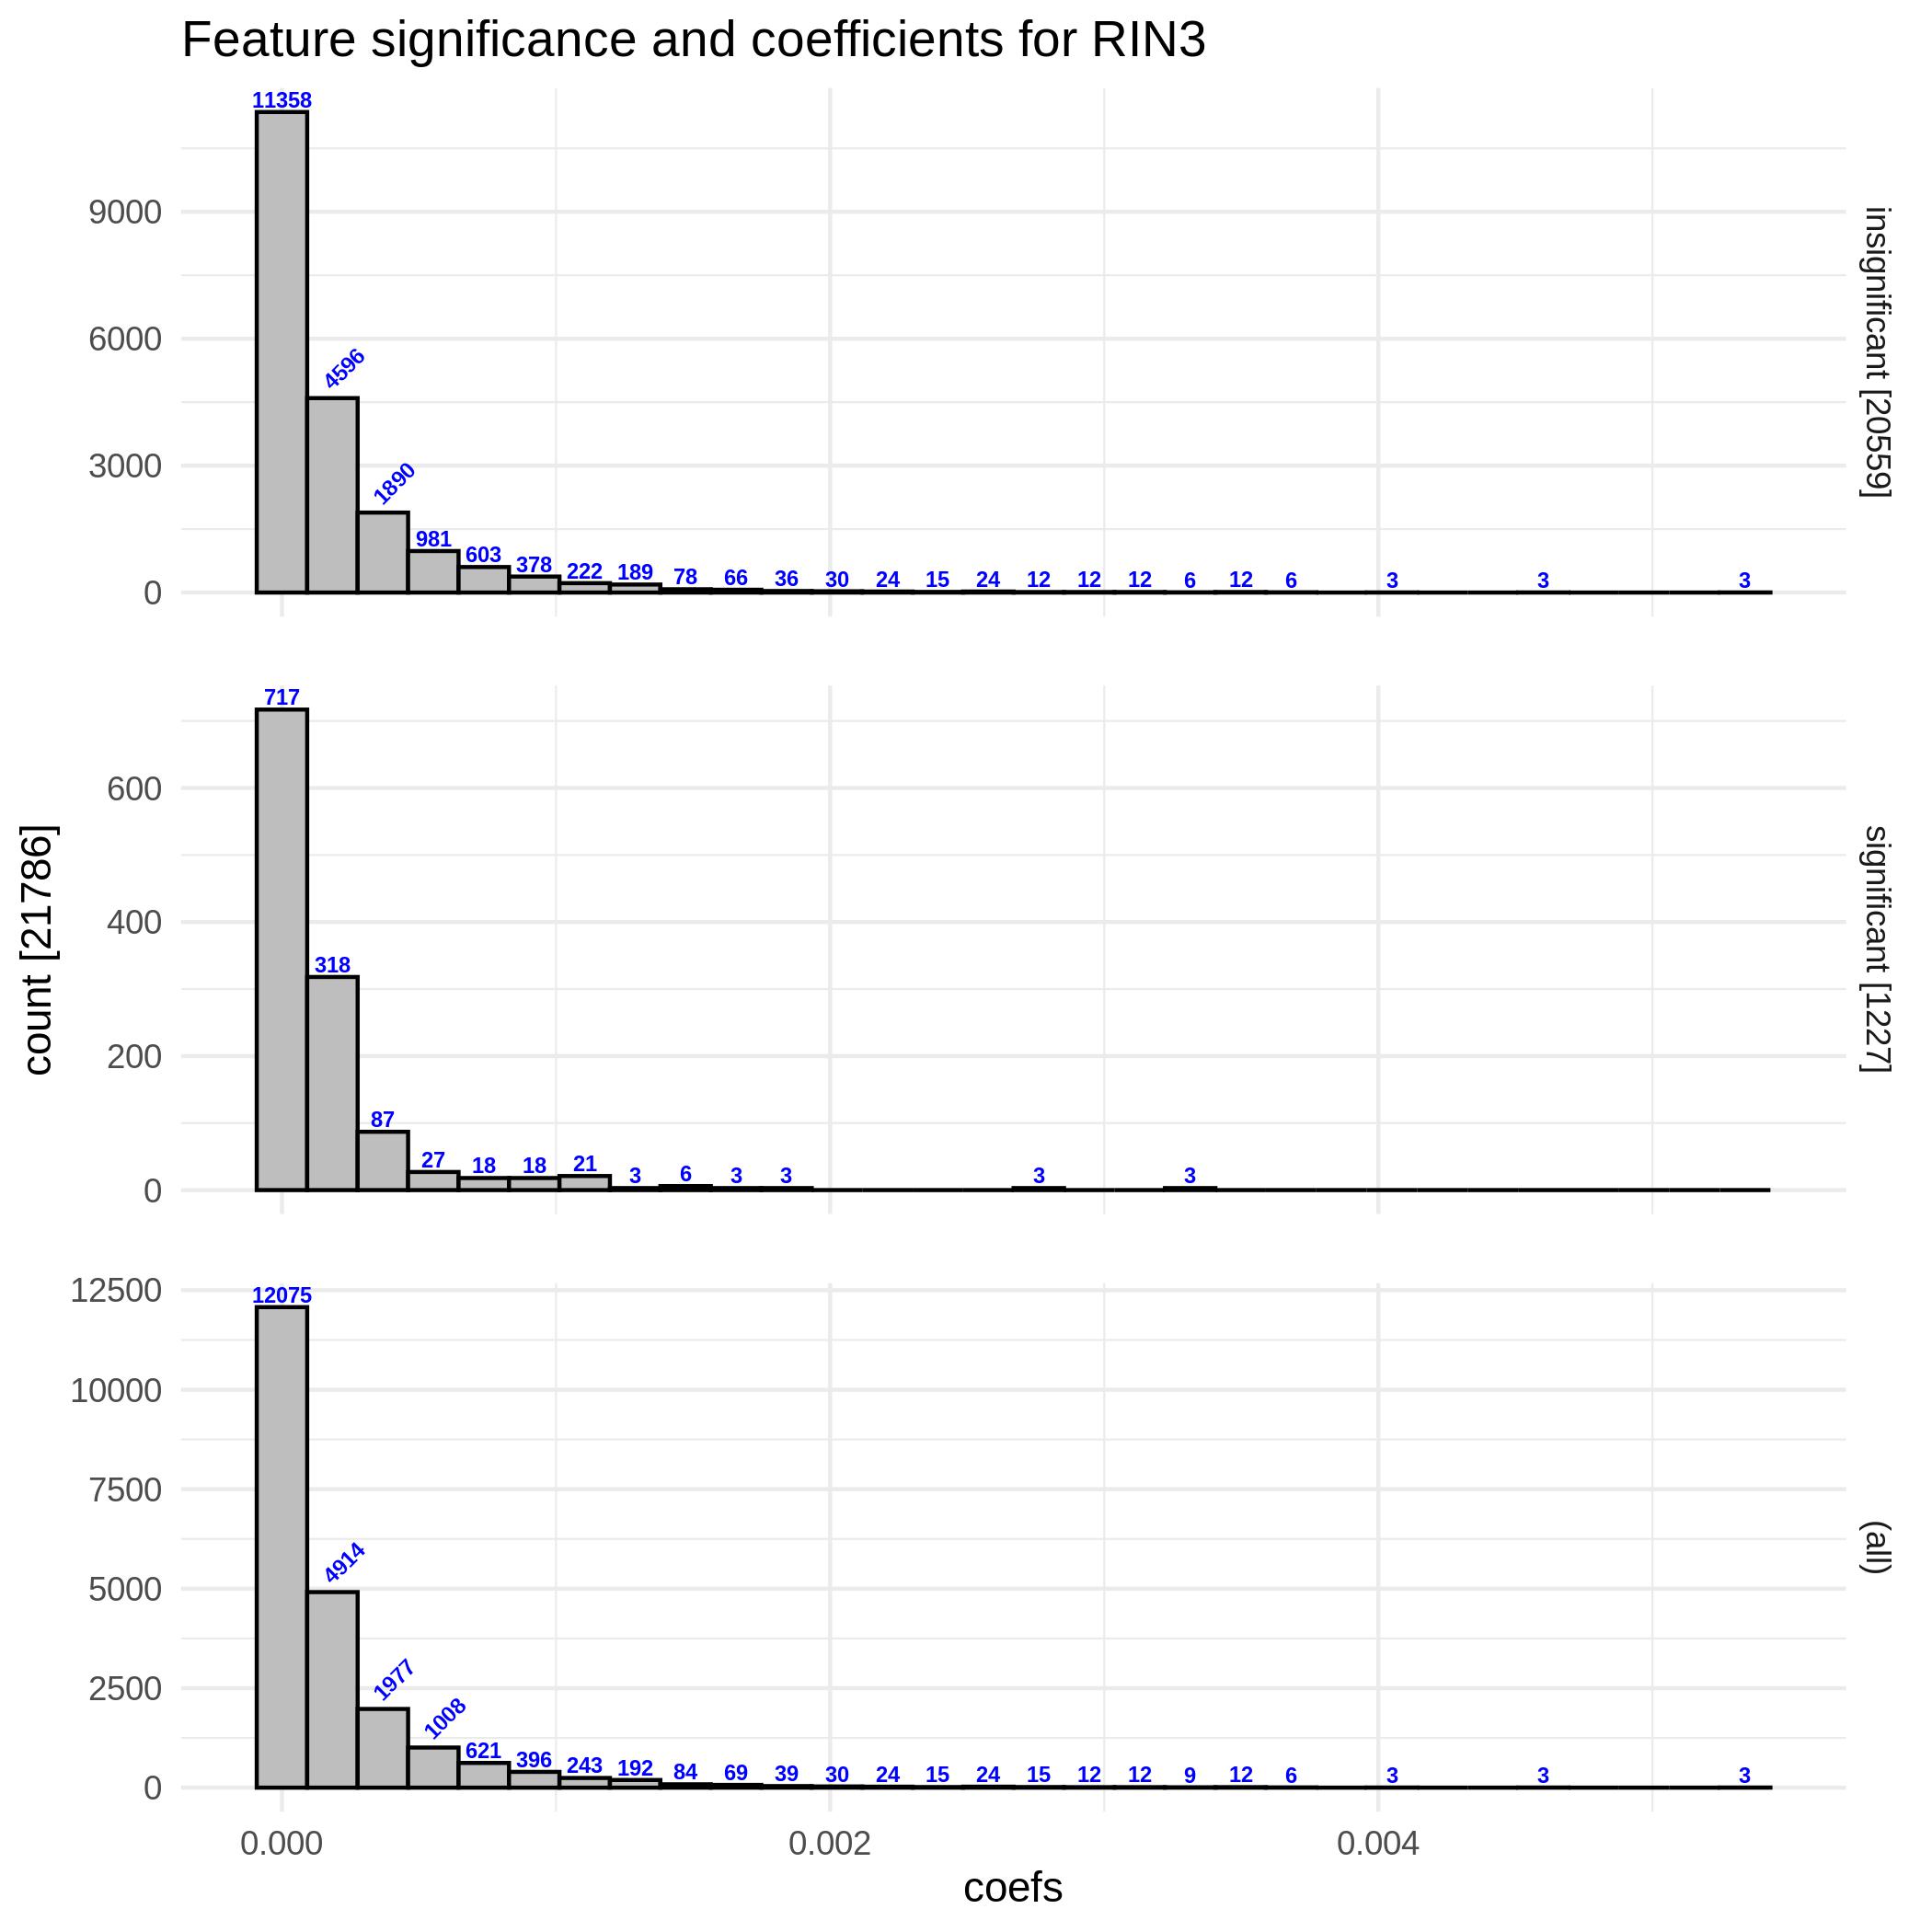 Feature significance and coefficients for RIN3
count [21786]
11358
4596
1890
981 603 378 222 189 78 66 36 30 24 15 24 12 12 12 6 12 6 3 3 3
9000
6000
3000
0
insignificant [20559]
717
318
87
27 18 18 21 3 6 3 3 3 3
600
400
200
0
significant [1227]
12075
4914
1977
1008
621 396 243 192 84 69 39 30 24 15 24 15 12 12 9 12 6 3 3 3
12500
10000
7500
5000
2500
0
(all)
0.000 0.002 0.004
coefs